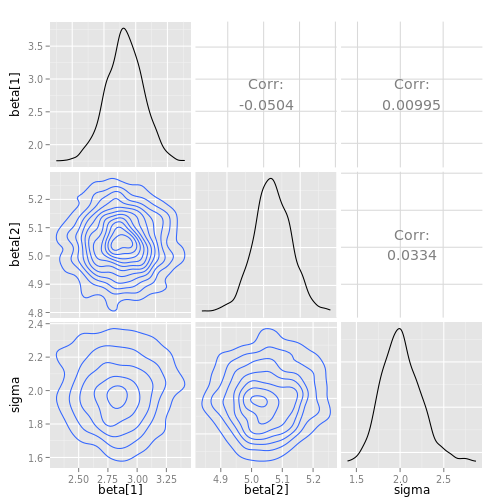 beta[1]
3.5
3.0
2.5
2.0
Corr:
-0.0504
Corr:
0.00995
beta[2]
5.2
5.1
5.0
4.9
4.8
Corr:
0.0334
sigma
2.4
2.2
2.0
1.8
1.6
2.50 2.75 3.00 3.25
4.9 5.0 5.1 5.2
1.5 2.0 2.5
beta[1] beta[2] sigma